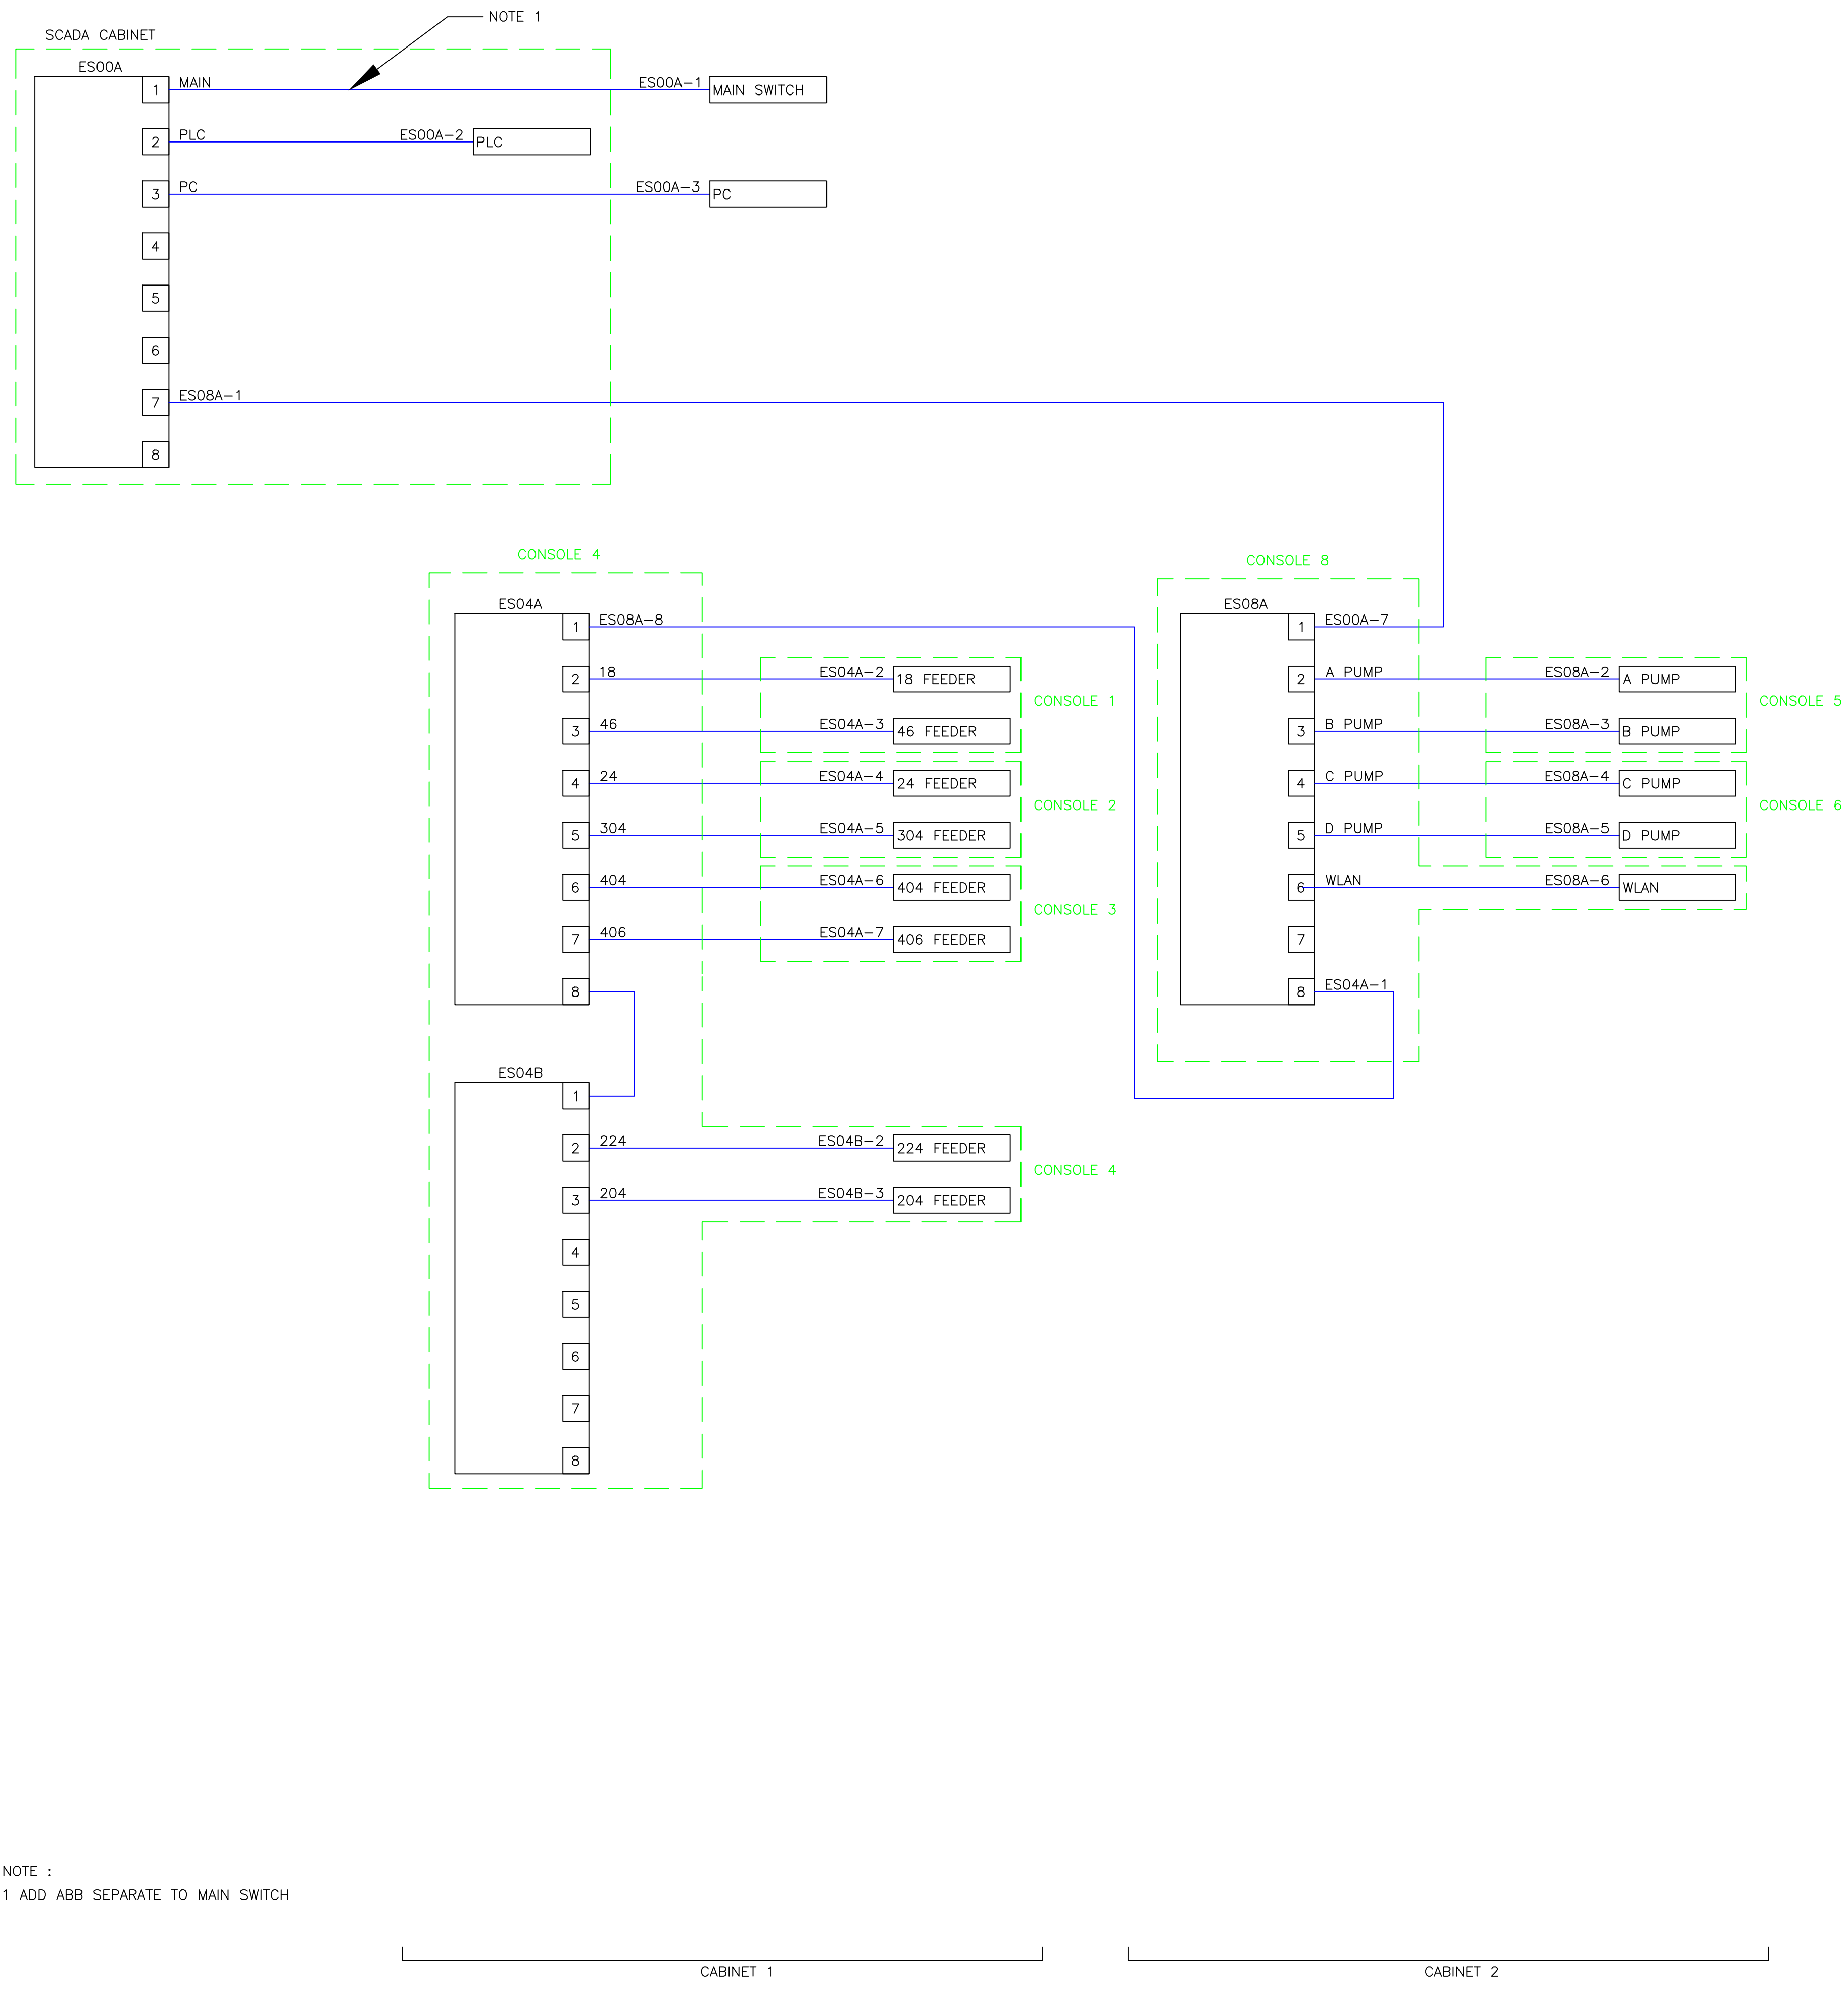 NOTE 1
SCADA CABINET
ES00A
1 MAIN ES00A-1 MAIN SWITCH
2 PLC ES00A-2 PLC
3 PC ES00A-3 PC
4
5
6
7 ES08A-1
8
CONSOLE 4
ES04A
1 ES08A-8
2 18 ES04A-2 18 FEEDER
CONSOLE 1
3 46 ES04A-3 46 FEEDER
4 24 ES04A-4 24 FEEDER
CONSOLE 2
5 304 ES04A-5 304 FEEDER
6 404 ES04A-6 404 FEEDER
CONSOLE 3
7 406 ES04A-7 406 FEEDER
8
ES04B
1
2 224 ES04B-2 224 FEEDER
CONSOLE 4
3 204 ES04B-3 204 FEEDER
4
5
6
7
8
CONSOLE 8
ES08A
1 ES00A-7
2 A PUMP ES08A-2 A PUMP
CONSOLE 5
3 B PUMP ES08A-3 B PUMP
4 C PUMP ES08A-4 C PUMP
CONSOLE 6
5 D PUMP ES08A-5 D PUMP
6 WLAN ES08A-6 WLAN
7
8 ES04A-1
NOTE :
1 ADD ABB SEPARATE TO MAIN SWITCH
CABINET 1
CABINET 2